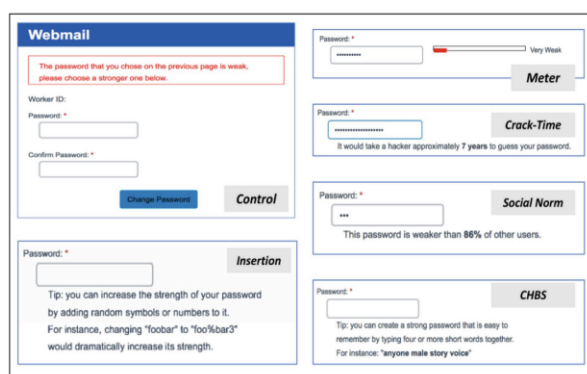 Webmail
The password that you chose on the previous page is weak,
please choose a stronger one below.
Worker ID:
Password: *
Confirm Password: *
Change Password
Control
Password: *
Insertion
Tip: you can increase the strength of your password
by adding random symbols or numbers to it.
For instance, changing "foobar" to "foo%bar3"
would dramatically increase its strength.
Password: *
Very Weak
Meter
Password: *
Crack-Time
It would take a hacker approximately 7 years to guess your password.
Password: *
Social Norm
This password is weaker than 86% of other users.
Password: *
CHBS
Tip: you can create a strong password that is easy to
remember by typing four or more short words together.
For instance: "anyone male story voice"